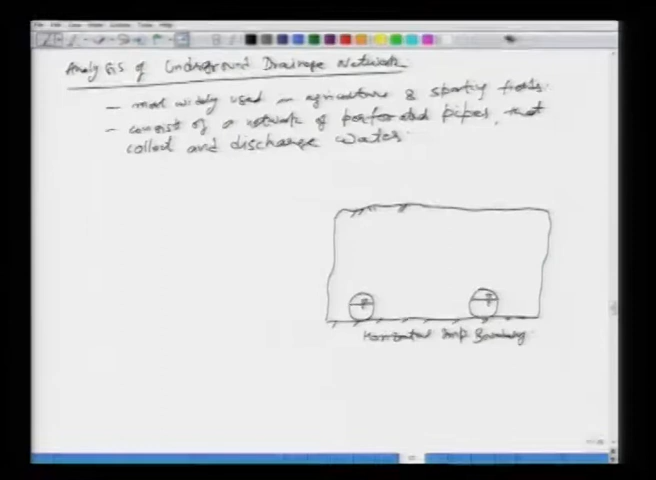 Analysis of Underground Drainage Network
- most widely used in agriculture & sporting fields.
- consist of a network of perforated pipes, that
collect and discharge water.
Horizontal Imp Boundary